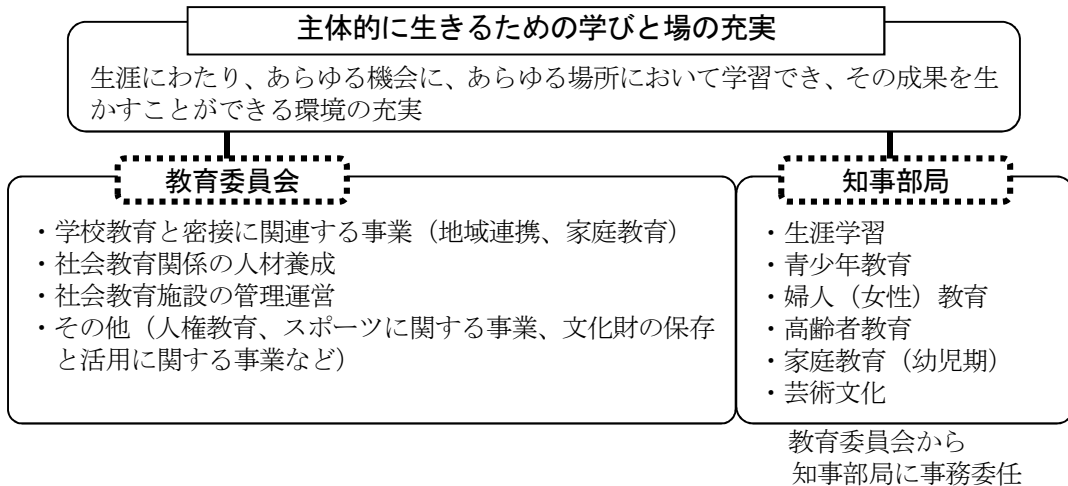 主体的に生きるための学びと場の充実
生涯にわたり、あらゆる機会に、あらゆる場所において学習でき、その成果を生
かすことができる環境の充実
教育委員会
・学校教育と密接に関連する事業（地域連携、家庭教育）
・社会教育関係の人材養成
・社会教育施設の管理運営
・その他（人権教育、スポーツに関する事業、文化財の保存
と活用に関する事業など）
知事部局
・生涯学習
・青少年教育
・婦人（女性）教育
・高齢者教育
・家庭教育（幼児期）
・芸術文化
教育委員会から
知事部局に事務委任